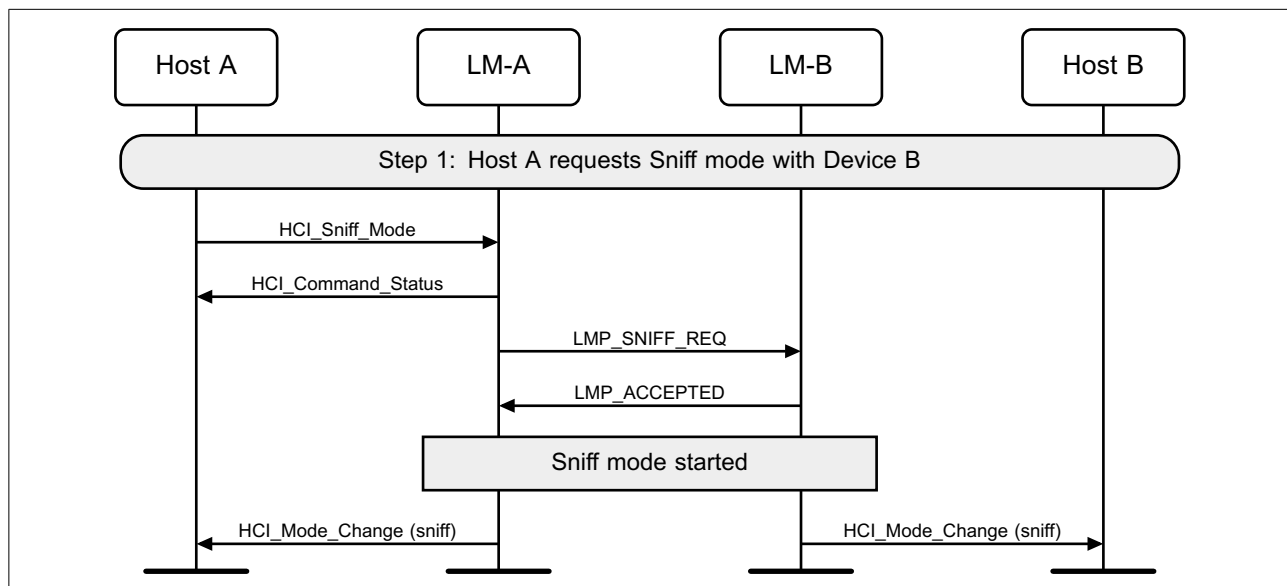 Host A
LM-A
LM-B
Host B
Step 1: Host A requests Sniff mode with Device B
HCI_Sniff_Mode
HCI_Command_Status
LMP_SNIFF_REQ
LMP_ACCEPTED
Sniff mode started
HCI_Mode_Change (sniff)
HCI_Mode_Change (sniff)